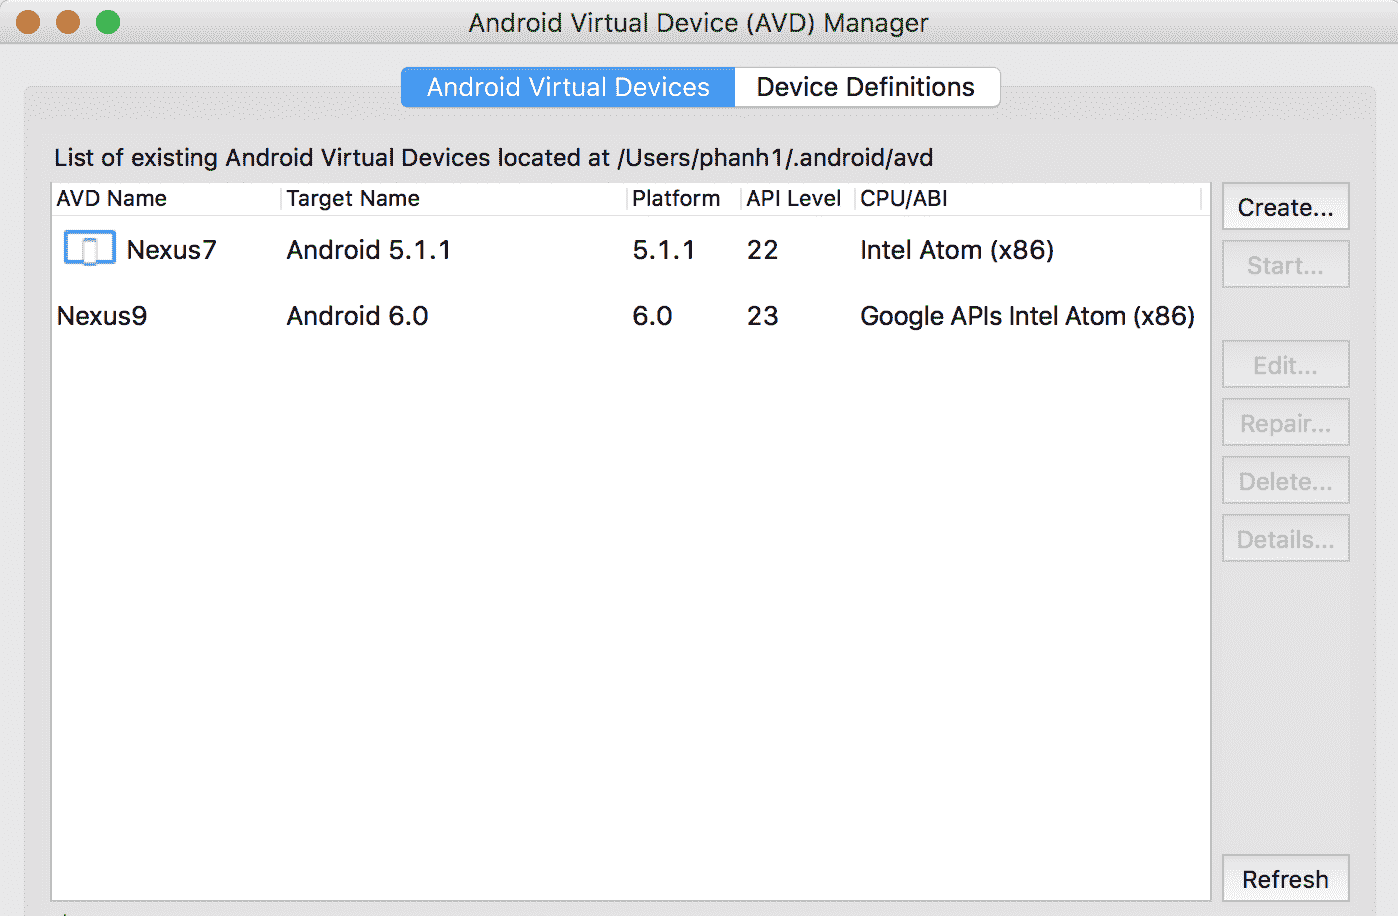 Android Virtual Device (AVD) Manager
Android Virtual Devices Device Definitions
List of existing Android Virtual Devices located at /Users/phanh1/.android/avd
AVD Name Target Name Platform API Level CPU/ABI
Create...
Nexus7 Android 5.1.1 5.1.1 22 Intel Atom (x86)
Start...
Nexus9 Android 6.0 6.0 23 Google APIs Intel Atom (x86)
Edit...
Repair...
Delete...
Details...
Refresh